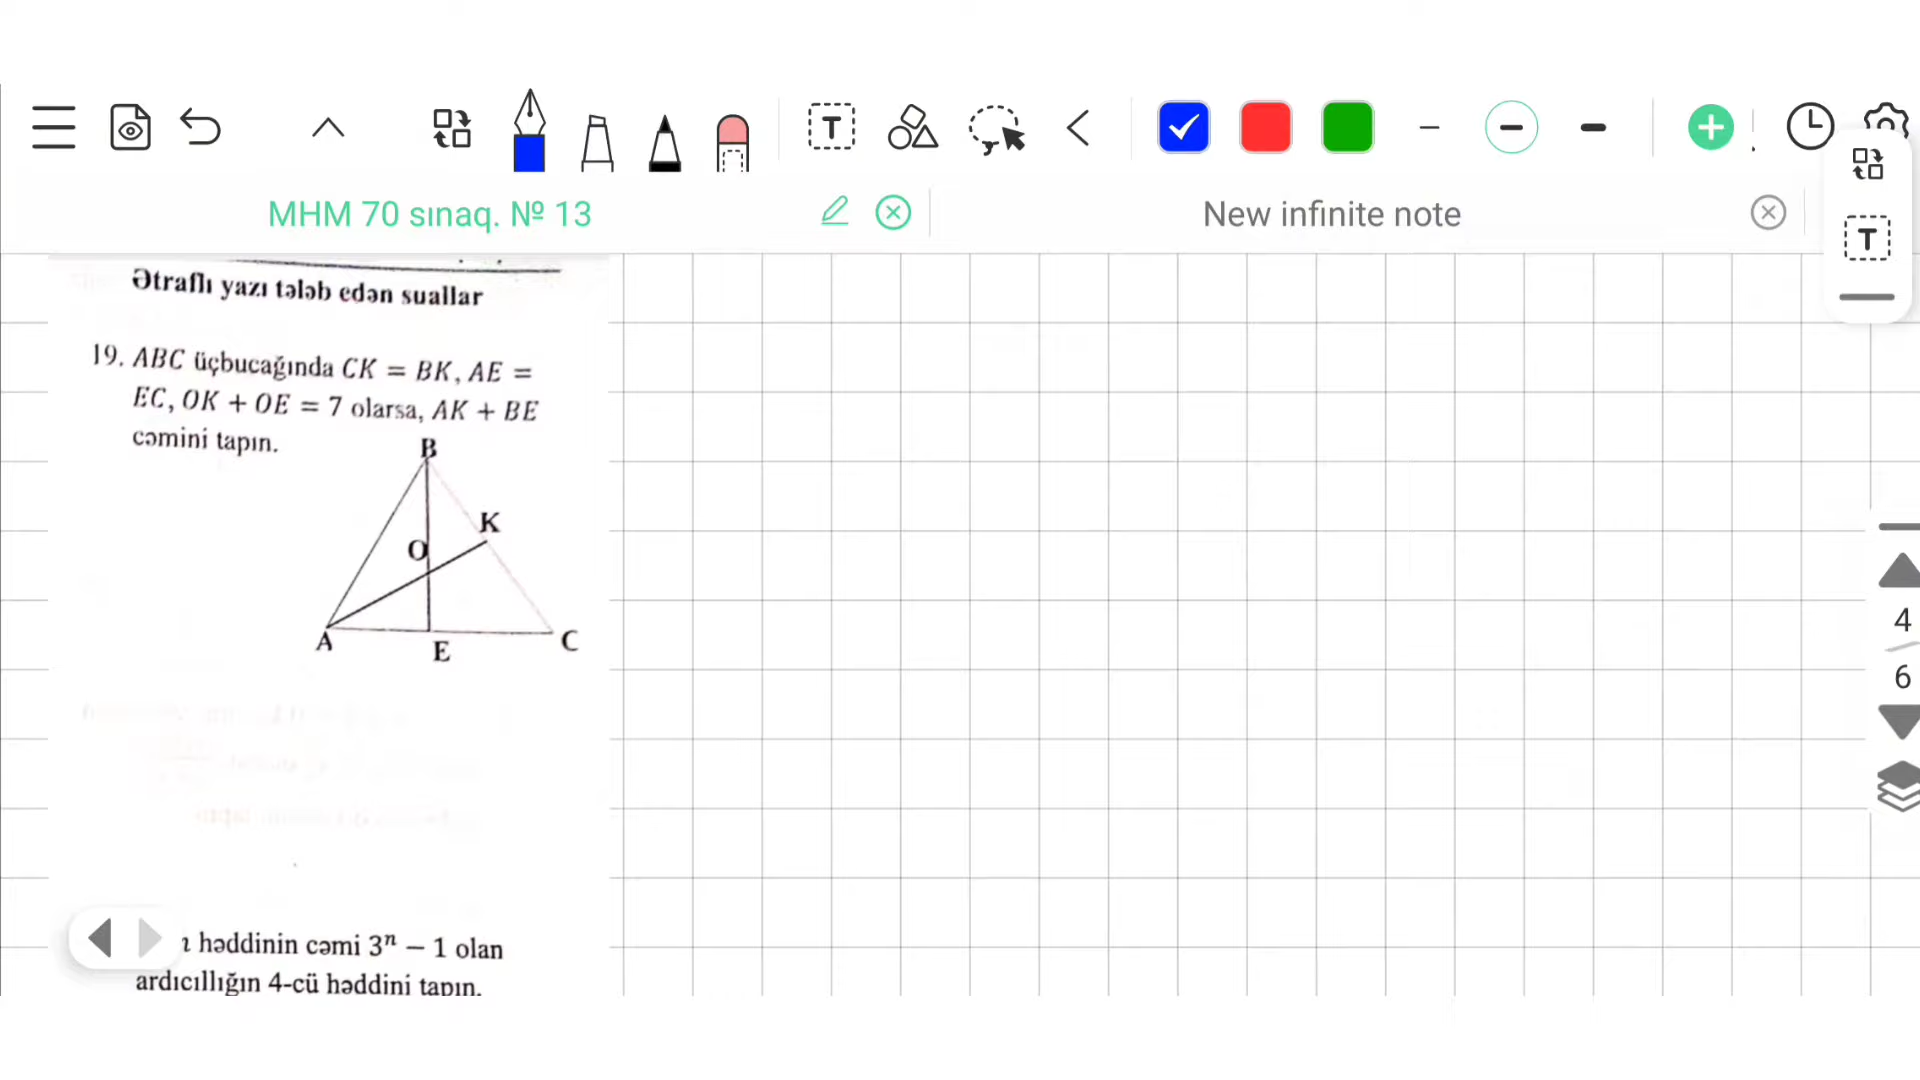 T
T
MHM 70 sınaq. № 13
New infinite note
Ətraflı yazı tələb edən suallar
19. ABC üçbucağında CK = BK, AE =
EC, OK + OE = 7 olarsa, AK + BE
cəmini tapın.
B
K
O
A
E
C
4
6
həddinin cəmi 3ⁿ − 1 olan
ardıcıllığın 4-cü həddini tapın.